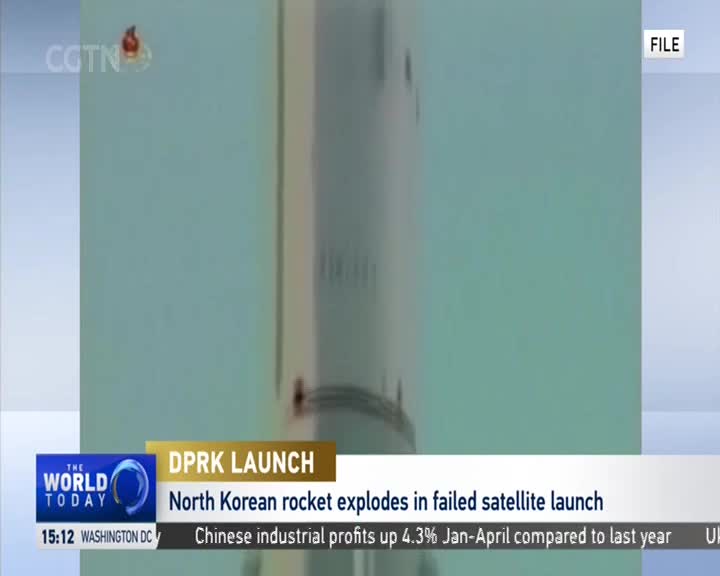 CGTN
FILE
DPRK LAUNCH
THE
WORLD
TODAY
North Korean rocket explodes in failed satellite launch
15:12 WASHINGTON DC
y Chinese industrial profits up 4.3% Jan-April compared to last year Uk